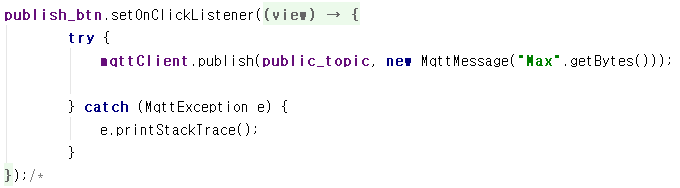 publish_btn.setOnClickListener((view) → {
try {
mqttClient.publish(public_topic, new MqttMessage("Max".getBytes()));
} catch (MqttException e) {
e.printStackTrace();
}
});/*